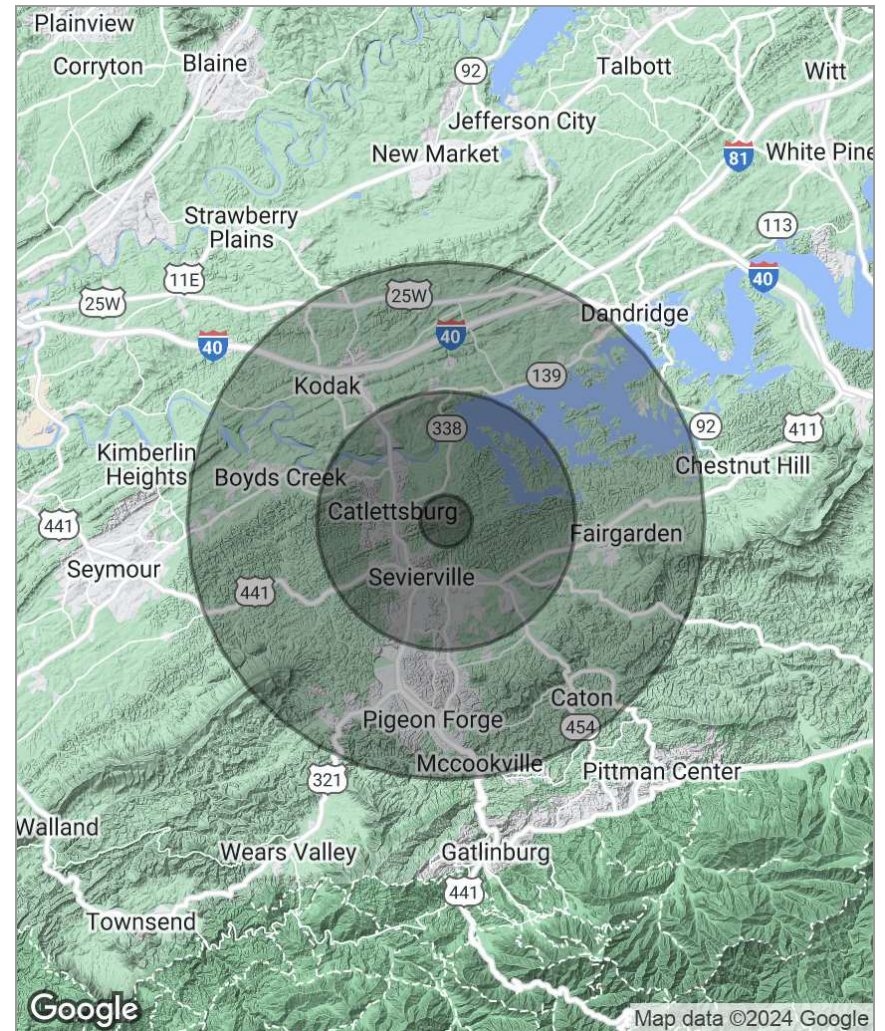 Plainview
Corryton
Blaine
92
Talbott
Witt
Jefferson City
New Market
81
White Pine
Strawberry
Plains
113
11E
25W
25W
40
40
40
Dandridge
Kodak
139
338
92
411
Kimberlin
Heights
Boyds Creek
Chestnut Hill
441
Catlettsburg
Fairgarden
Seymour
Sevierville
441
Caton
Pigeon Forge
454
Mccookville
321
Pittman Center
Walland
Wears Valley
Gatlinburg
441
Townsend
Google
Map data ©2024 Google